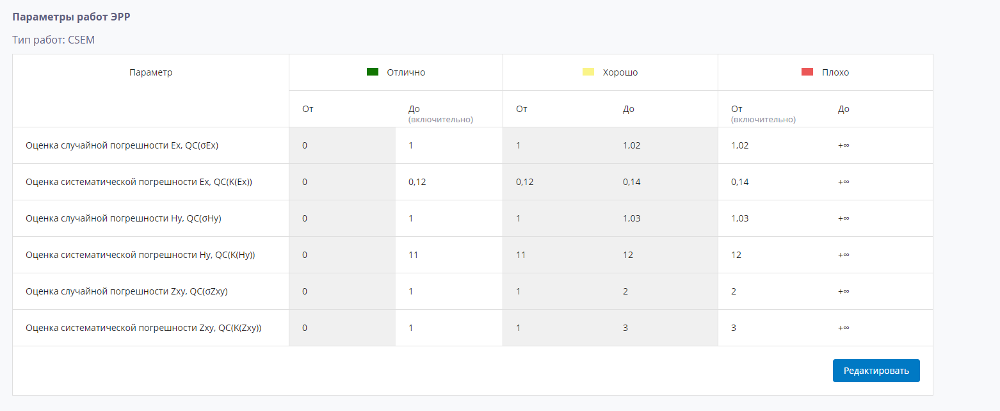 Параметры работ ЭРР
Тип работ: CSEM
Параметр Отлично Хорошо Плохо
От До От До От До
(включительно) (включительно)
Оценка случайной погрешности Ex, QC(σEx) 0 1 1 1,02 1,02 +∞
Оценка систематической погрешности Ex, QC(K(Ex)) 0 0,12 0,12 0,14 0,14 +∞
Оценка случайной погрешности Hy, QC(σHy) 0 1 1 1,03 1,03 +∞
Оценка систематической погрешности Hy, QC(K(Hy)) 0 11 11 12 12 +∞
Оценка случайной погрешности Zxy, QC(σZxy) 0 1 1 2 2 +∞
Оценка систематической погрешности Zxy, QC(K(Zxy)) 0 1 1 3 3 +∞
Редактировать